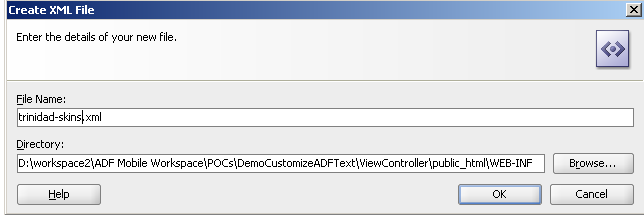 Create XML File
Enter the details of your new file.
File Name:
trinidad-skins.xml
Directory:
D:\workspace2\ADF Mobile Workspace\POCs\DemoCustomizeADFText\ViewController\public_html\WEB-INF
Browse...
Help
OK
Cancel